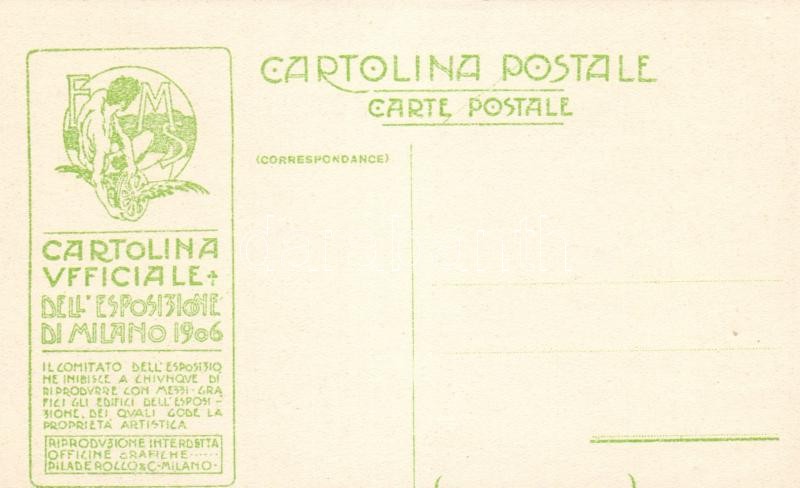 E M
CARTOLINA
VFFICIALE
DELL'ESPOSIZIONE
DI MILANO 1906
IL COMITATO DELL'ESPOSIZIO
NE INIBISCE A CHIVNQVE DI
RIPRODVRRE CON MEZZI-GRA
FICI GLI EDIFICI DELL'ESPOSI-
ZIONE, DEI QVALI GODE LA
PROPRIETÀ ARTISTICA
RIPRODVZIONE INTERDETTA
OFFICINE GRAFICHE......
PILADE ROCCO & C-MILANO-
CARTOLINA POSTALE
CARTE POSTALE
(CORRESPONDANCE)